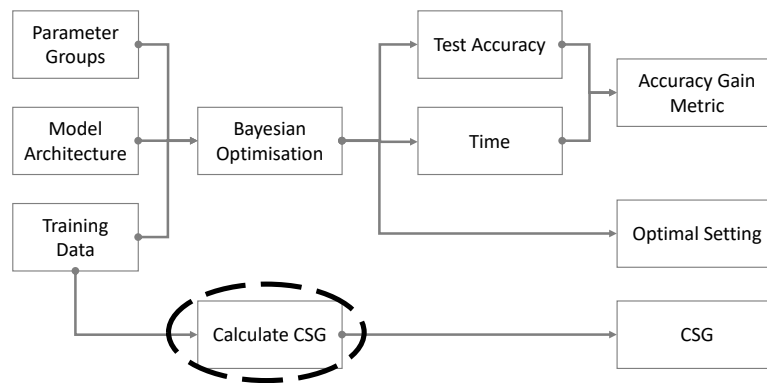 Parameter
Groups
Test Accuracy
Accuracy Gain
Metric
Model
Architecture
Bayesian
Optimisation
Time
Training
Data
Optimal Setting
Calculate CSG
CSG